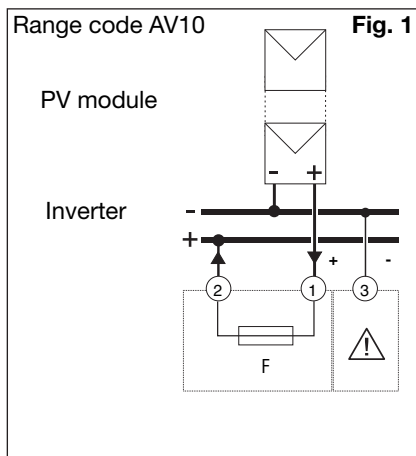 Range code AV10 Fig. 1
PV module
- +
Inverter -
+
+ -
2 1 3
F
!